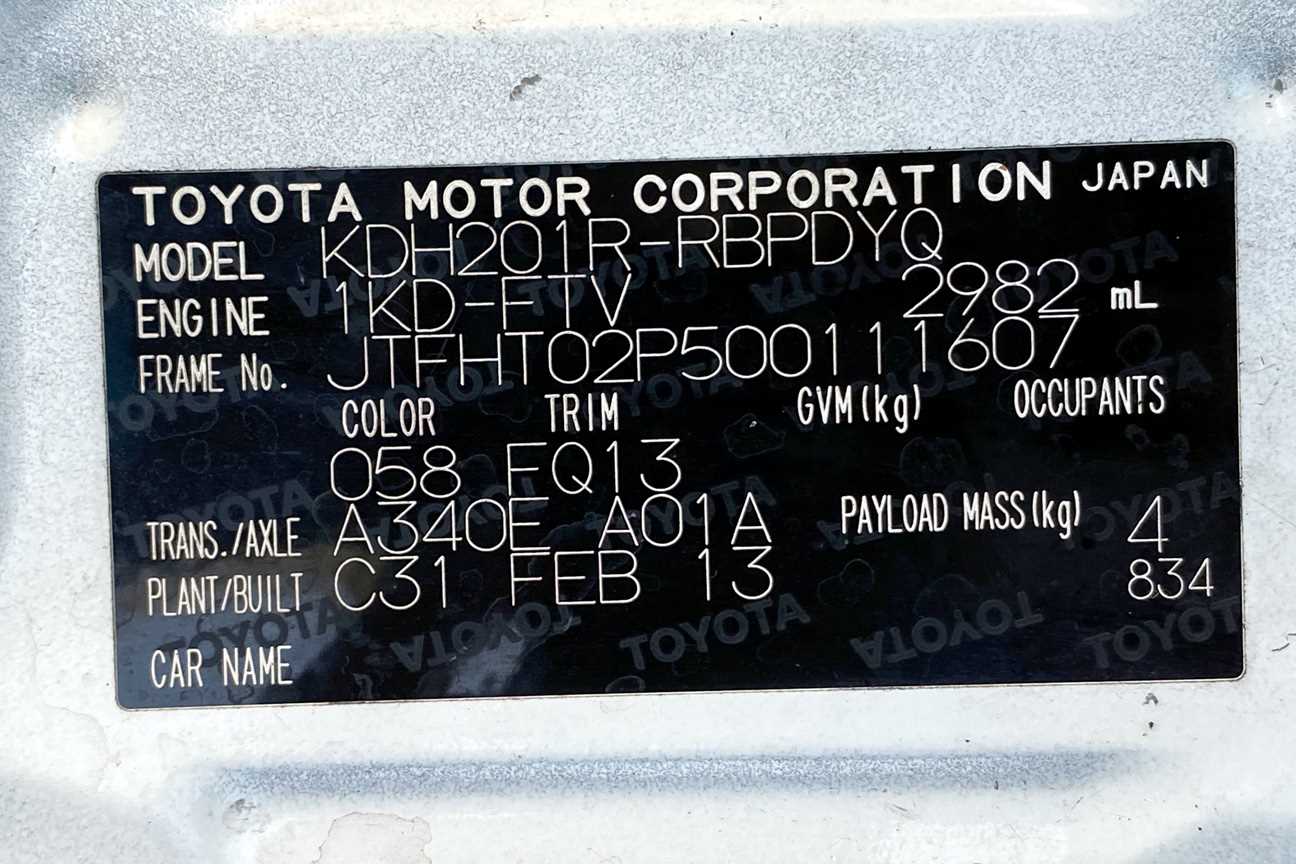 TOYOTA MOTOR CORPORATION JAPAN
MODEL KDH201R-RBPDYQ
ENGINE 1KD-FTV 2982 mL
FRAME No. JTFHT02P500111607
COLOR TRIM GVM(kg) OCCUPANTS
058 FQ13
TRANS./AXLE A340E A01A PAYLOAD MASS(kg) 4
PLANT/BUILT C31 FEB 13 834
CAR NAME